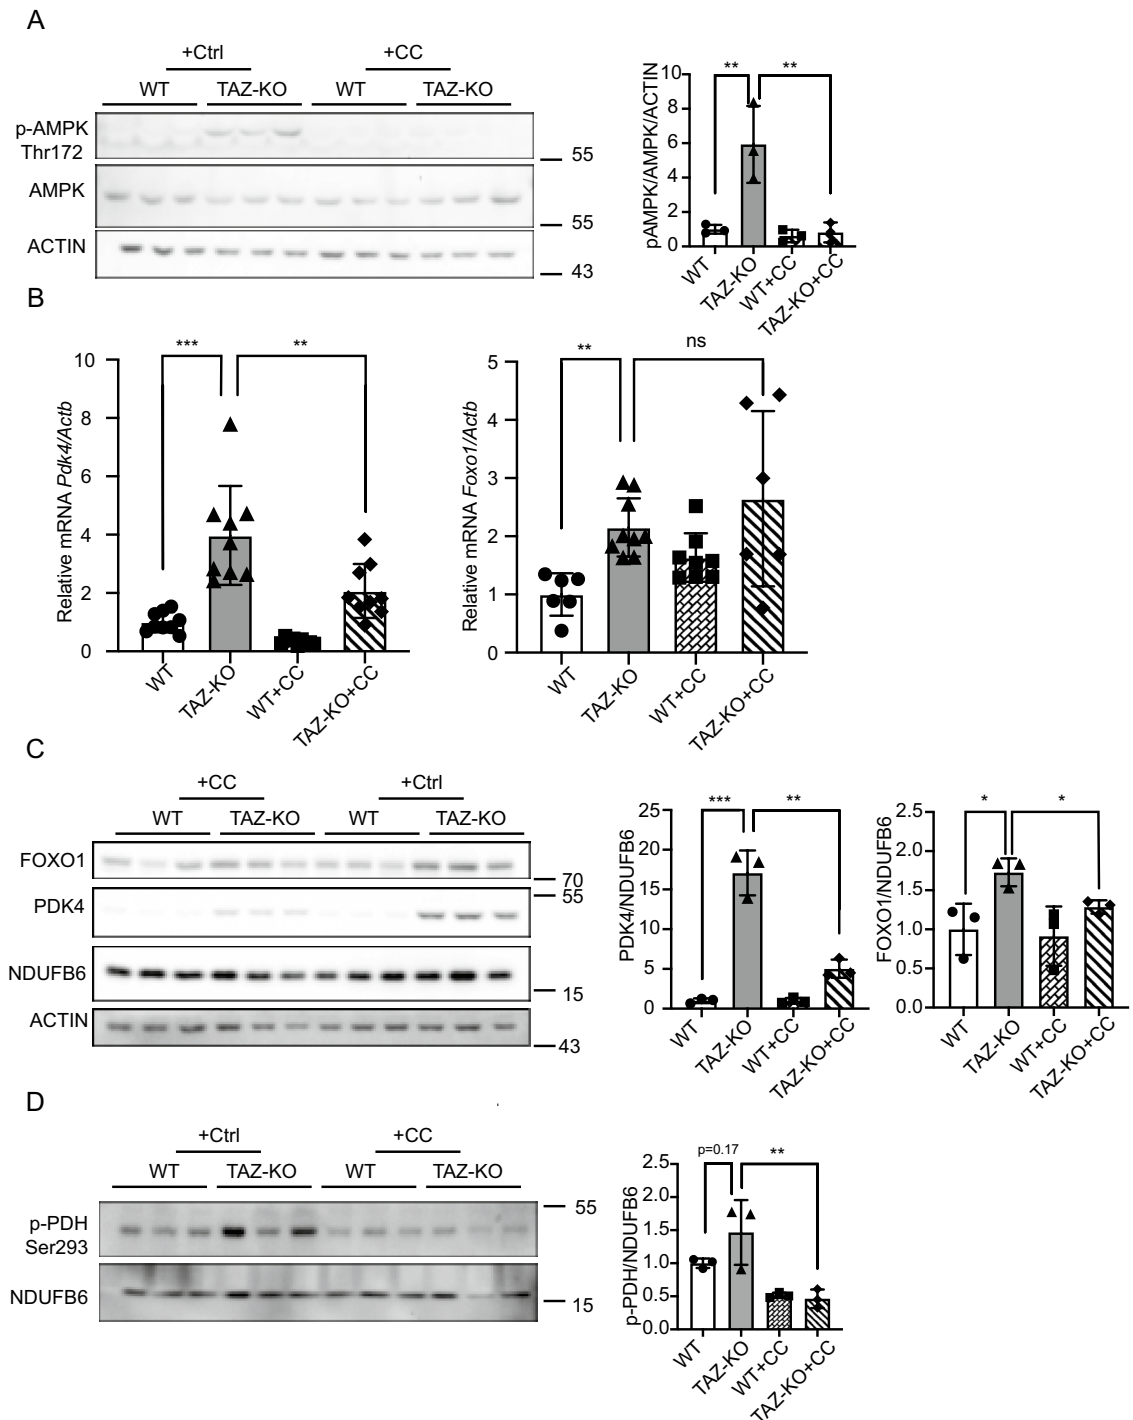 A
+Ctrl
+CC
WT
TAZ-KO
WT
TAZ-KO
p-AMPK
Thr172
55
AMPK
55
ACTIN
43
pAMPK/AMPK/ACTIN
10
8
6
4
2
0
**
**
WT
TAZ-KO
WT+CC
TAZ-KO+CC
B
Relative mRNA Pdk4/Actb
10
8
6
4
2
0
***
**
WT
TAZ-KO
WT+CC
TAZ-KO+CC
Relative mRNA Foxo1/Actb
5
4
3
2
1
0
**
ns
WT
TAZ-KO
WT+CC
TAZ-KO+CC
C
+CC
+Ctrl
WT
TAZ-KO
WT
TAZ-KO
FOXO1
70
55
PDK4
NDUFB6
15
ACTIN
43
PDK4/NDUFB6
25
20
15
10
5
0
***
**
WT
TAZ-KO
WT+CC
TAZ-KO+CC
FOXO1/NDUFB6
2.5
2.0
1.5
1.0
0.5
0.0
*
*
WT
TAZ-KO
WT+CC
TAZ-KO+CC
D
+Ctrl
+CC
WT
TAZ-KO
WT
TAZ-KO
55
p-PDH
Ser293
NDUFB6
15
p-PDH/NDUFB6
2.5
2.0
1.5
1.0
0.5
0.0
p=0.17
**
WT
TAZ-KO
WT+CC
TAZ-KO+CC